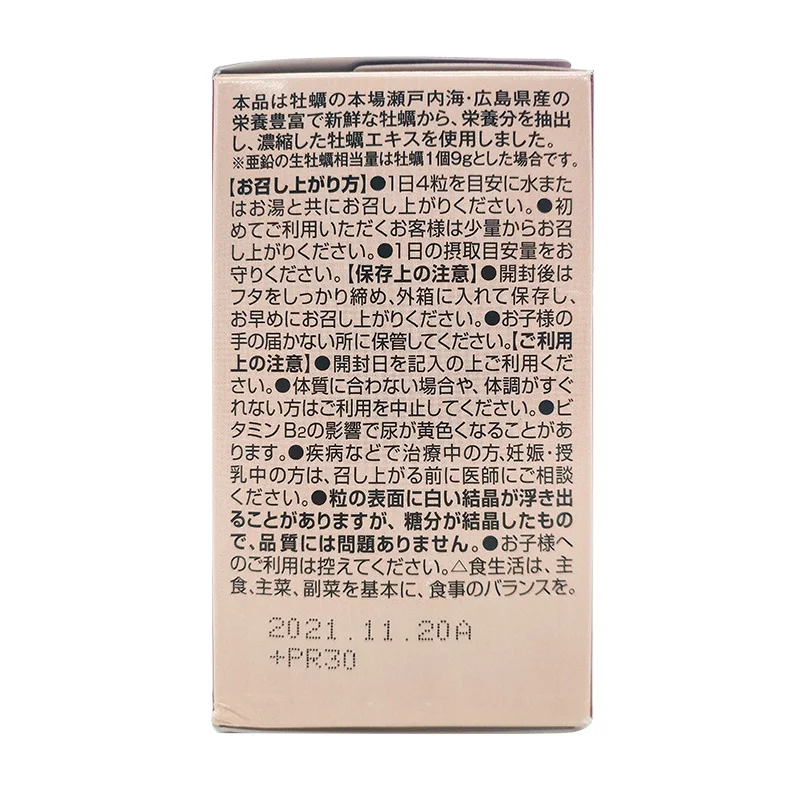 本品は牡蠣の本場瀬戸内海・広島県産の
栄養豊富で新鮮な牡蠣から、栄養分を抽出
し、濃縮した牡蠣エキスを使用しました。
※亜鉛の生牡蠣相当量は牡蠣1個9gとした場合です。
【お召し上がり方】●1日4粒を目安に水また
はお湯と共にお召し上がりください。●初
めてご利用いただくお客様は少量からお召
し上がりください。●1日の摂取目安量をお
守りください。【保存上の注意】●開封後は
フタをしっかり締め、外箱に入れて保存し、
お早めにお召し上がりください。●お子様の
手の届かない所に保管してください。【ご利用
上の注意】●開封日を記入の上ご利用くだ
さい。●体質に合わない場合や、体調がすぐ
れない方はご利用を中止してください。●ビ
タミンB2の影響で尿が黄色くなることがあ
ります。●疾病などで治療中の方、妊娠・授
乳中の方は、召し上がる前に医師にご相談
ください。●粒の表面に白い結晶が浮き出
ることがありますが、糖分が結晶したもの
で、品質には問題ありません。●お子様へ
のご利用は控えてください。△食生活は、主
食、主菜、副菜を基本に、食事のバランスを。
2021.11.20A
+PR30